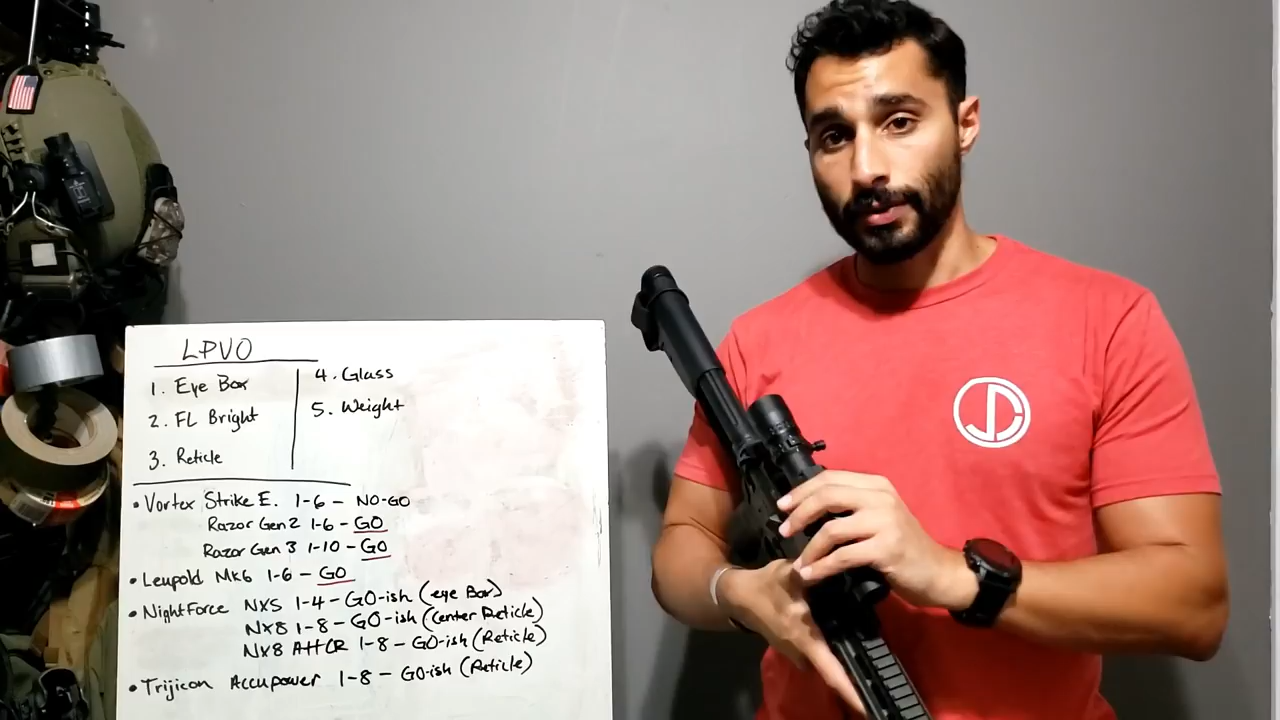 LPVO
1. Eye Box
2. FL Bright
3. Reticle
4. Glass
5. Weight
• Vortex Strike E. 1-6 - NO-GO
Razor Gen2 1-6 - GO
Razor Gen 3 1-10 - GO
• Leupold MK6 1-6 - GO
• NightForce NXS 1-4 - GO-ish (eye Box)
NX8 1-8 - GO-ish (center Reticle)
NX8 ATTCR 1-8 - GO-ish (Reticle)
• Trijicon Accupower 1-8 - GO-ish (Reticle)
JC